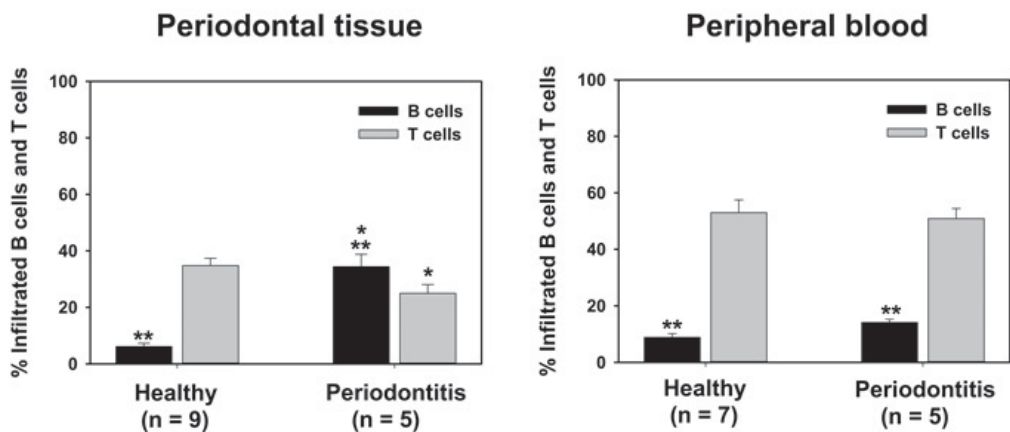 Periodontal tissue
% Infiltrated B cells and T cells
100
80
60
40
20
0
B cells
T cells
**
*
**
*
Healthy
(n = 9)
Periodontitis
(n = 5)
Peripheral blood
% Infiltrated B cells and T cells
100
80
60
40
20
0
B cells
T cells
**
**
Healthy
(n = 7)
Periodontitis
(n = 5)